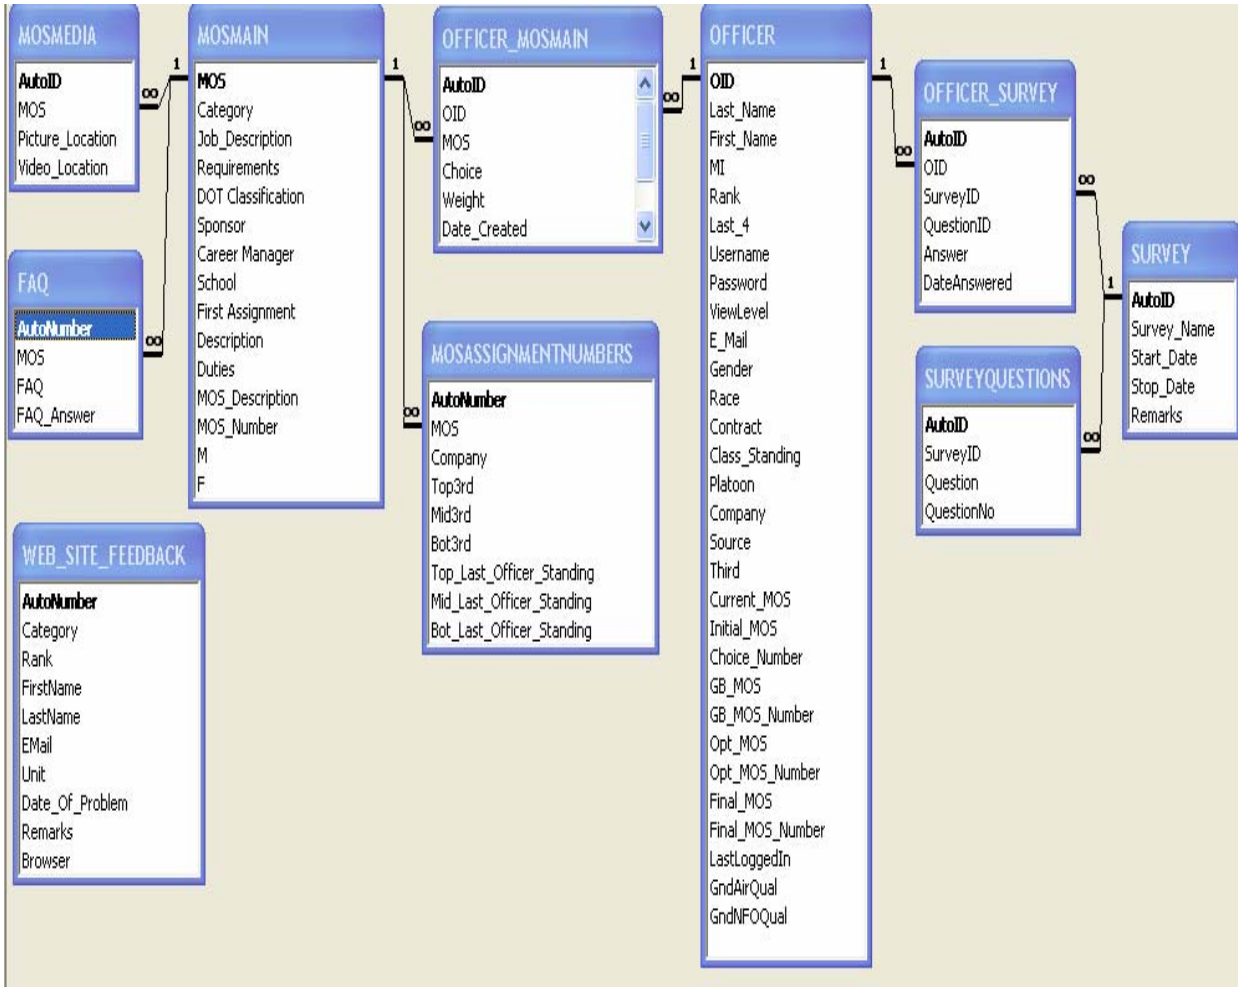 MOSMEDIA
AutoID
MOS
Picture_Location
Video_Location
FAQ
AutoNumber
MOS
FAQ
FAQ_Answer
WEB_SITE_FEEDBACK
AutoNumber
Category
Rank
FirstName
LastName
EMail
Unit
Date_Of_Problem
Remarks
Browser
MOSMAIN
MOS
Category
Job_Description
Requirements
DOT Classification
Sponsor
Career Manager
School
First Assignment
Description
Duties
MOS_Description
MOS_Number
M
F
OFFICER_MOSMAIN
AutoID
OID
MOS
Choice
Weight
Date_Created
MOSASSIGNMENTNUMBERS
AutoNumber
MOS
Company
Top3rd
Mid3rd
Bot3rd
Top_Last_Officer_Standing
Mid_Last_Officer_Standing
Bot_Last_Officer_Standing
OFFICER
OID
Last_Name
First_Name
MI
Rank
Last_4
Username
Password
ViewLevel
E_Mail
Gender
Race
Contract
Class_Standing
Platoon
Company
Source
Third
Current_MOS
Initial_MOS
Choice_Number
GB_MOS
GB_MOS_Number
Opt_MOS
Opt_MOS_Number
Final_MOS
Final_MOS_Number
LastLoggedIn
GndAirQual
GndNFOQual
OFFICER_SURVEY
AutoID
OID
SurveyID
QuestionID
Answer
DateAnswered
SURVEYQUESTIONS
AutoID
SurveyID
Question
QuestionNo
SURVEY
AutoID
Survey_Name
Start_Date
Stop_Date
Remarks
1
∞
∞
1
∞
∞
1
∞
1
∞
∞
1
∞